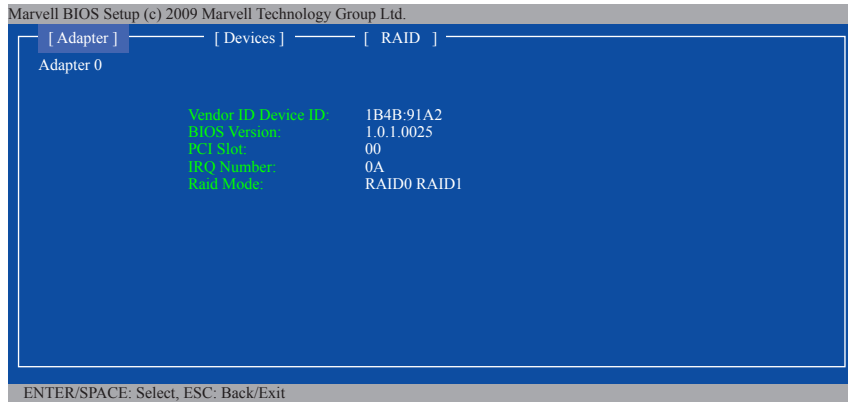 Marvell BIOS Setup (c) 2009 Marvell Technology Group Ltd.
[ Adapter ] [ Devices ] [ RAID ]
Adapter 0
Vendor ID Device ID: 1B4B:91A2
BIOS Version: 1.0.1.0025
PCI Slot: 00
IRQ Number: 0A
Raid Mode: RAID0 RAID1
ENTER/SPACE: Select, ESC: Back/Exit